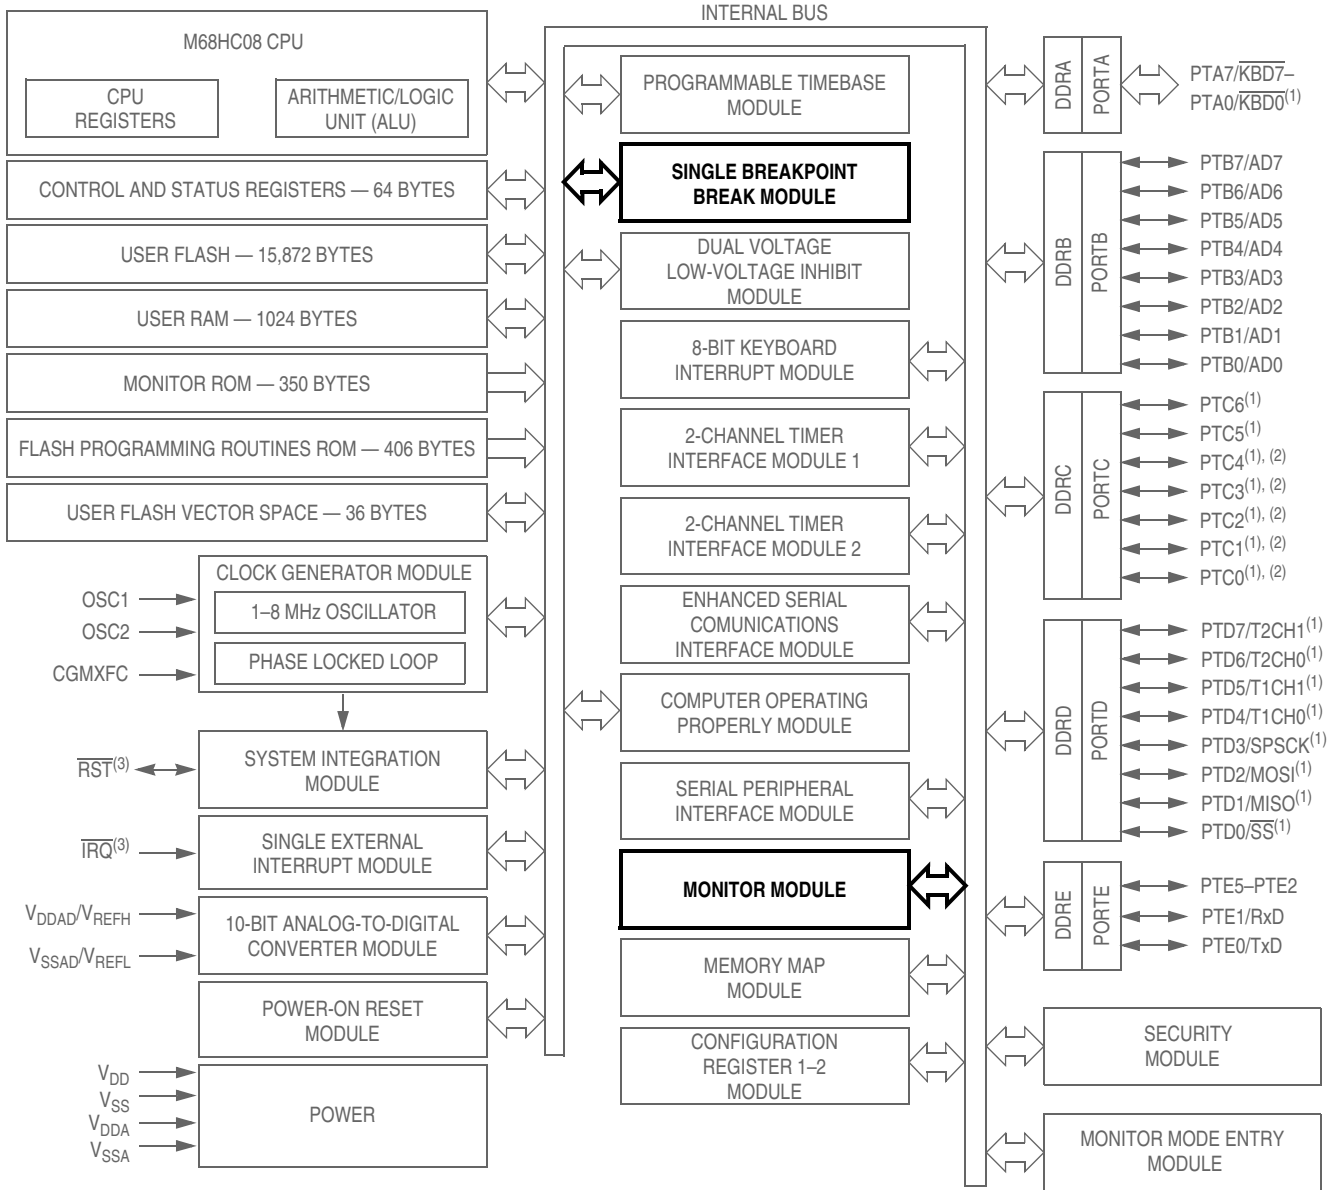 INTERNAL BUS
M68HC08 CPU
CPU
REGISTERS
ARITHMETIC/LOGIC
UNIT (ALU)
CONTROL AND STATUS REGISTERS — 64 BYTES
USER FLASH — 15,872 BYTES
USER RAM — 1024 BYTES
MONITOR ROM — 350 BYTES
FLASH PROGRAMMING ROUTINES ROM — 406 BYTES
USER FLASH VECTOR SPACE — 36 BYTES
CLOCK GENERATOR MODULE
1–8 MHz OSCILLATOR
PHASE LOCKED LOOP
OSC1
OSC2
CGMXFC
SYSTEM INTEGRATION
MODULE
RST(3)
SINGLE EXTERNAL
INTERRUPT MODULE
IRQ(3)
10-BIT ANALOG-TO-DIGITAL
CONVERTER MODULE
VDDAD/VREFH
VSSAD/VREFL
POWER-ON RESET
MODULE
POWER
VDD
VSS
VDDA
VSSA
PROGRAMMABLE TIMEBASE
MODULE
SINGLE BREAKPOINT
BREAK MODULE
DUAL VOLTAGE
LOW-VOLTAGE INHIBIT
MODULE
8-BIT KEYBOARD
INTERRUPT MODULE
2-CHANNEL TIMER
INTERFACE MODULE 1
2-CHANNEL TIMER
INTERFACE MODULE 2
ENHANCED SERIAL
COMUNICATIONS
INTERFACE MODULE
COMPUTER OPERATING
PROPERLY MODULE
SERIAL PERIPHERAL
INTERFACE MODULE
MONITOR MODULE
MEMORY MAP
MODULE
CONFIGURATION
REGISTER 1–2
MODULE
DDRA
PORTA
PTA7/KBD7–
PTA0/KBD0(1)
DDRB
PORTB
PTB7/AD7
PTB6/AD6
PTB5/AD5
PTB4/AD4
PTB3/AD3
PTB2/AD2
PTB1/AD1
PTB0/AD0
DDRC
PORTC
PTC6(1)
PTC5(1)
PTC4(1), (2)
PTC3(1), (2)
PTC2(1), (2)
PTC1(1), (2)
PTC0(1), (2)
DDRD
PORTD
PTD7/T2CH1(1)
PTD6/T2CH0(1)
PTD5/T1CH1(1)
PTD4/T1CH0(1)
PTD3/SPSCK(1)
PTD2/MOSI(1)
PTD1/MISO(1)
PTD0/SS(1)
DDRE
PORTE
PTE5–PTE2
PTE1/RxD
PTE0/TxD
SECURITY
MODULE
MONITOR MODE ENTRY
MODULE